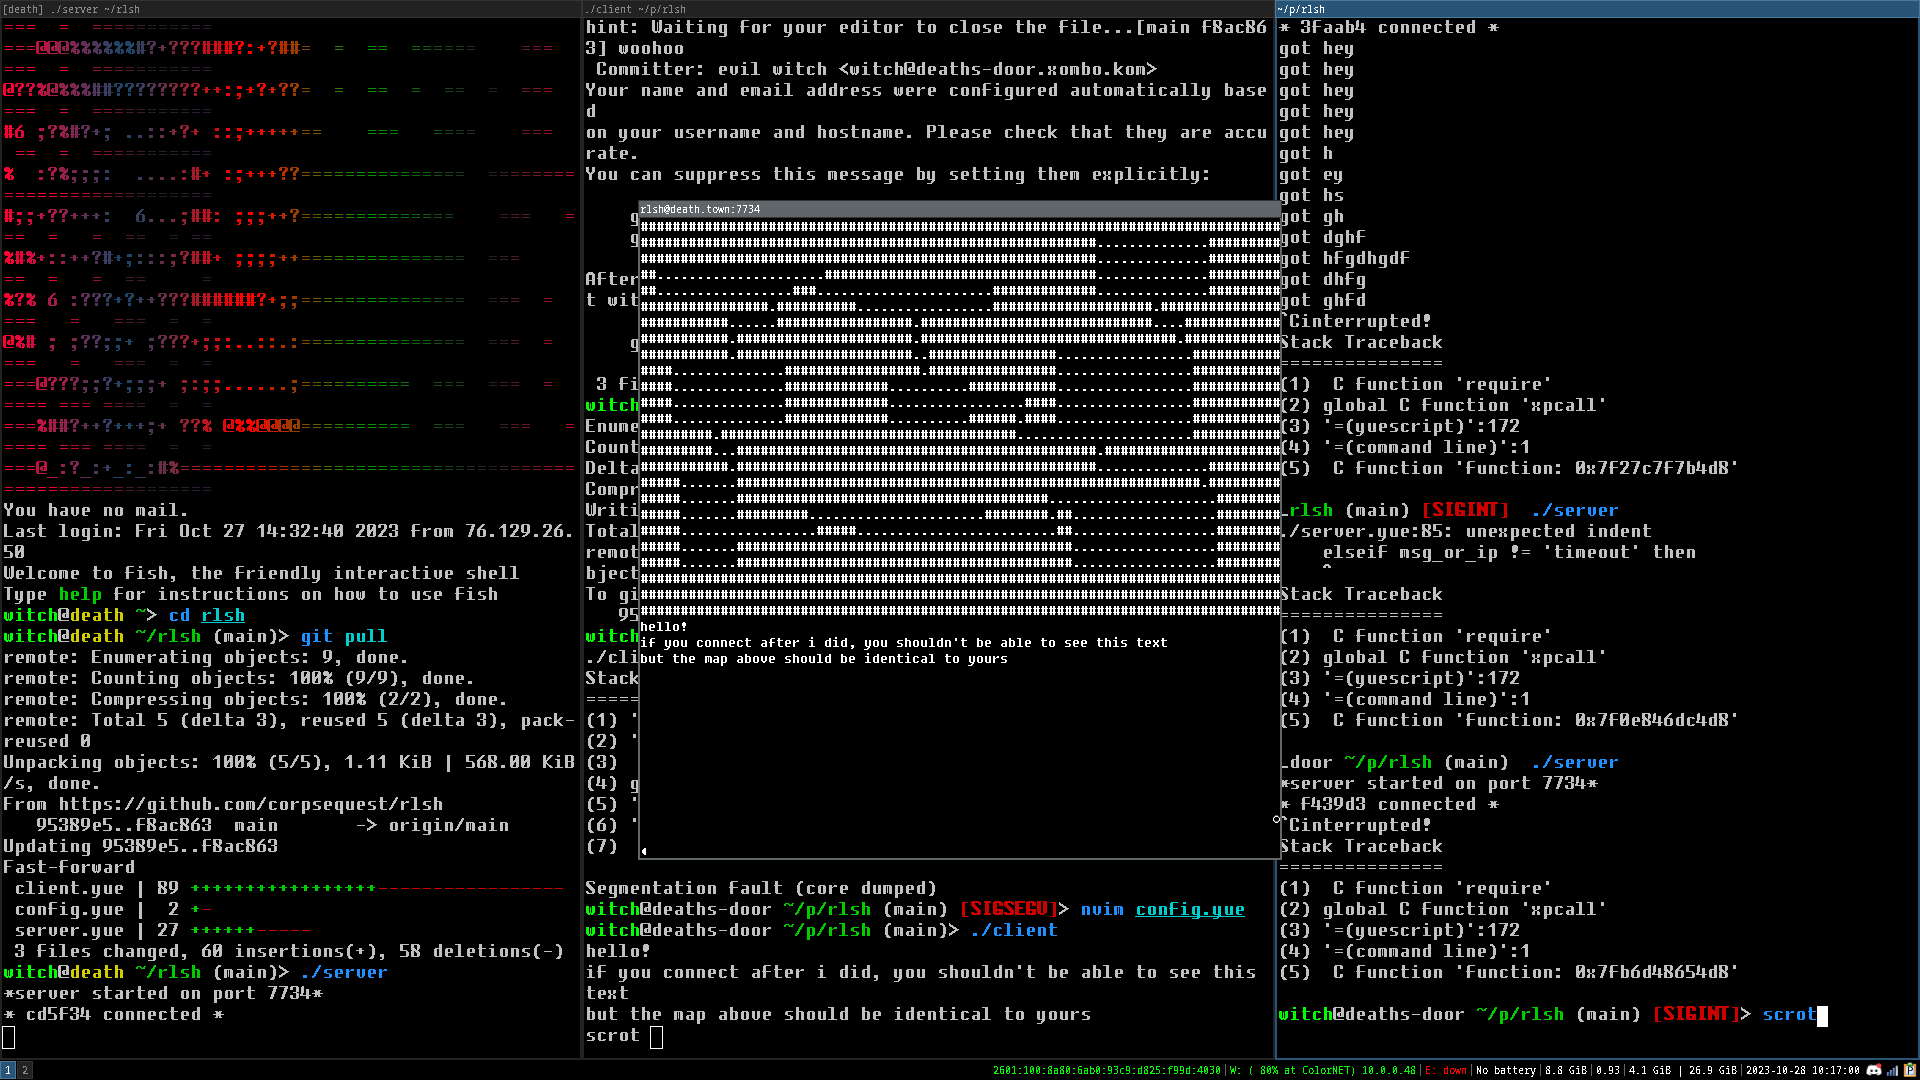 [death] ./server ~/rlsh
You have no mail.
Last login: Fri Oct 27 14:32:40 2023 from 76.129.26.
50
Welcome to fish, the friendly interactive shell
Type help for instructions on how to use fish
witch@death ~> cd rlsh
witch@death ~/rlsh (main)> git pull
remote: Enumerating objects: 9, done.
remote: Counting objects: 100% (9/9), done.
remote: Compressing objects: 100% (2/2), done.
remote: Total 5 (delta 3), reused 5 (delta 3), pack-
reused 0
Unpacking objects: 100% (5/5), 1.11 KiB | 568.00 KiB
/s, done.
From https://github.com/corpsequest/rlsh
95389e5..f8ac863  main       -> origin/main
Updating 95389e5..f8ac863
Fast-forward
client.yue | 89 ++++++++++++++++++-----------------
config.yue |  2 +-
server.yue | 27 ++++++-----
3 files changed, 60 insertions(+), 58 deletions(-)
witch@death ~/rlsh (main)> ./server
*server started on port 7734*
* cd5f34 connected *
./client ~/p/rlsh
hint: Waiting for your editor to close the file...[main f8ac86
3] woohoo
Committer: evil witch <witch@deaths-door.xombo.kom>
Your name and email address were configured automatically base
d
on your username and hostname. Please check that they are accu
rate.
You can suppress this message by setting them explicitly:
g
g
After
t wit
g
3 fi
witch
Enume
Count
Delta
Compr
Writi
Total
remot
bject
To gi
95
witch
./cli
Stack
=====
(1) '
(2) '
(3)
(4) g
(5) '
(6) '
(7)
Segmentation fault (core dumped)
witch@deaths-door ~/p/rlsh (main) [SIGSEGV]> nvim config.yue
witch@deaths-door ~/p/rlsh (main)> ./client
hello!
if you connect after i did, you shouldn't be able to see this
text
but the map above should be identical to yours
scrot
rlsh@death.town:7734
hello!
if you connect after i did, you shouldn't be able to see this text
but the map above should be identical to yours
~/p/rlsh
* 3faab4 connected *
got hey
got hey
got hey
got hey
got hey
got h
got ey
got hs
got gh
got dghf
got hfgdhgdf
got dhfg
got ghfd
^Cinterrupted!
Stack Traceback
===============
(1)  C function 'require'
(2) global C function 'xpcall'
(3) '=(yuescript)':172
(4) '=(command line)':1
(5)  C function 'function: 0x7f27c7f7b4d8'
…rlsh (main) [SIGINT]  ./server
./server.yue:85: unexpected indent
elseif msg_or_ip != 'timeout' then
^
Stack Traceback
===============
(1)  C function 'require'
(2) global C function 'xpcall'
(3) '=(yuescript)':172
(4) '=(command line)':1
(5)  C function 'function: 0x7f0e846dc4d8'
…door ~/p/rlsh (main)  ./server
*server started on port 7734*
* f439d3 connected *
^Cinterrupted!
Stack Traceback
===============
(1)  C function 'require'
(2) global C function 'xpcall'
(3) '=(yuescript)':172
(4) '=(command line)':1
(5)  C function 'function: 0x7fb6d48654d8'
witch@deaths-door ~/p/rlsh (main) [SIGINT]> scrot
1 2
2601:100:8a80:6ab0:93c9:d825:f99d:4030|W: ( 80% at ColorNET) 10.0.0.48|E: down|No battery|8.8 GiB|0.93|4.1 GiB | 26.9 GiB|2023-10-28 10:17:00